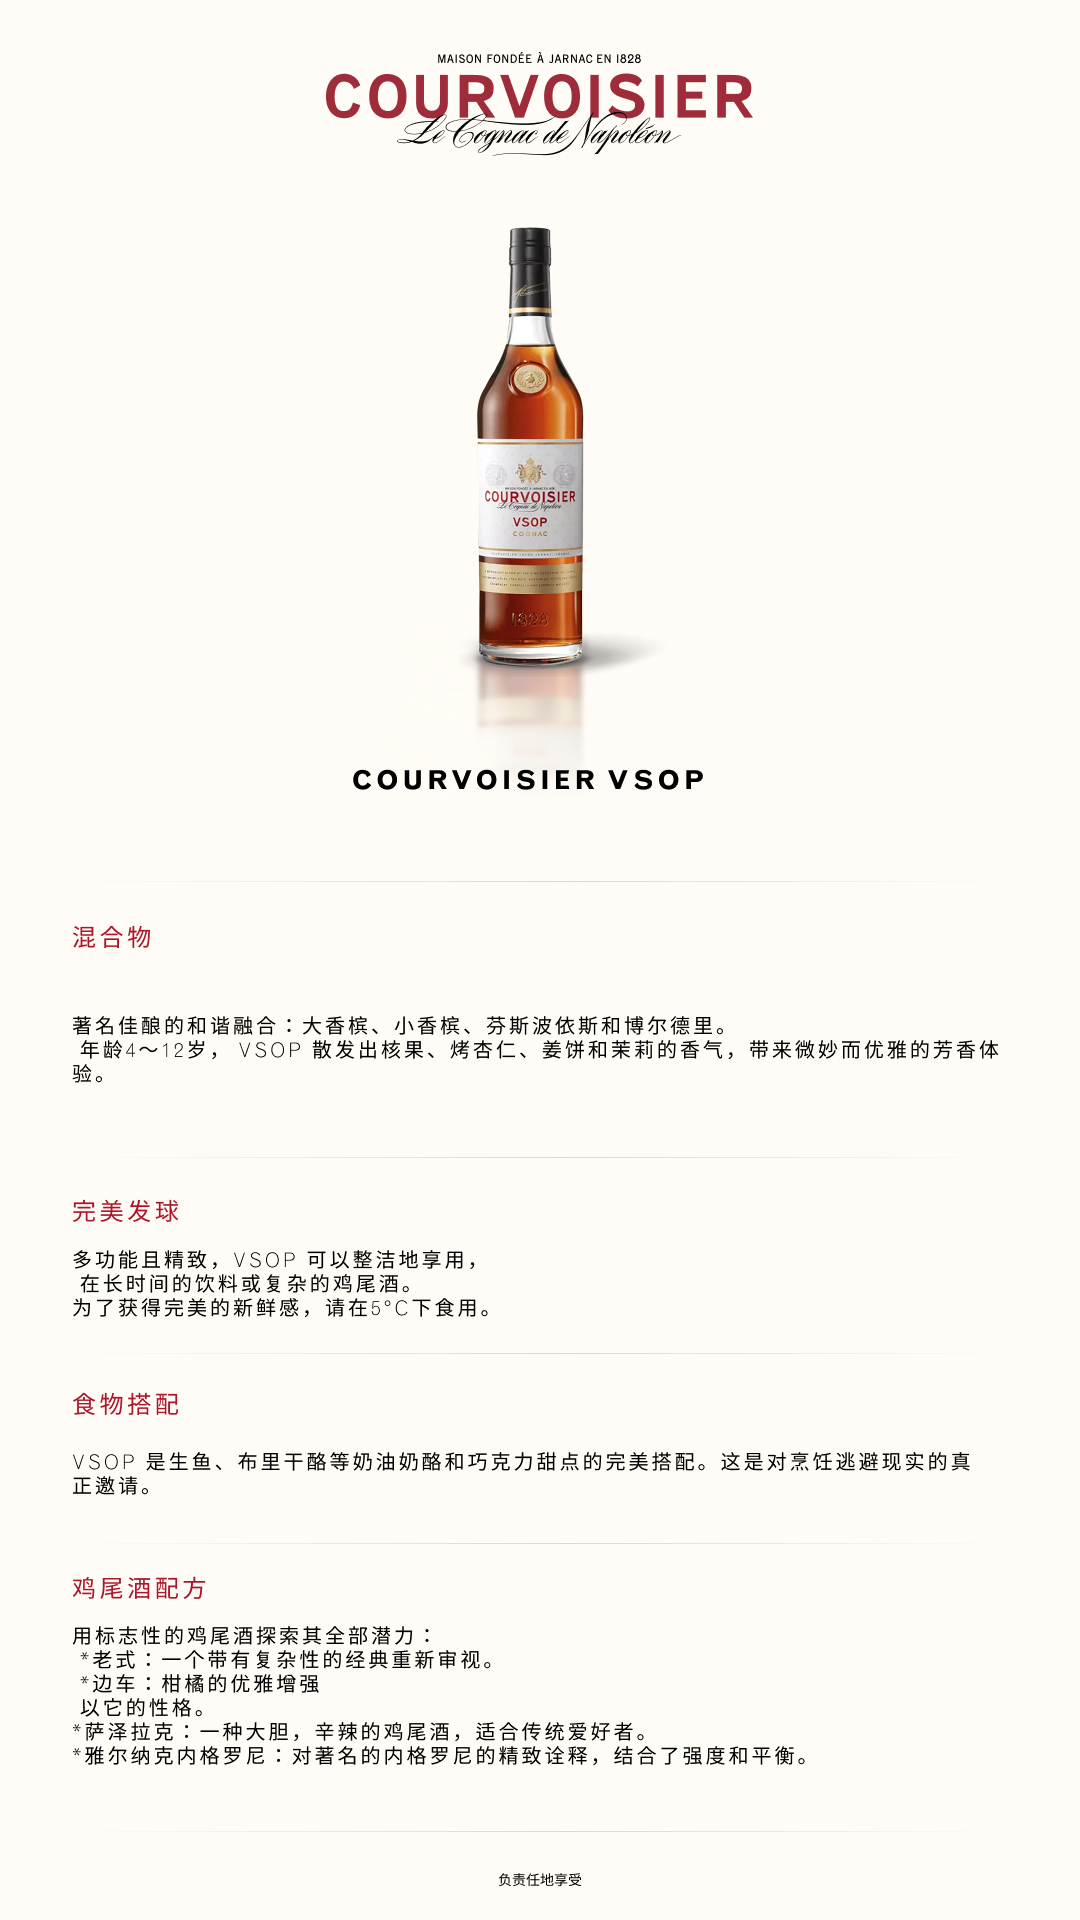 MAISON FONDÉE À JARNAC EN 1828
COURVOISIER
Le Cognac de Napoléon
COURVOISIER
Le Cognac de Napoléon
VSOP
COGNAC
1828
COURVOISIER VSOP
混合物
著名佳酿的和谐融合：大香槟、小香槟、芬斯波依斯和博尔德里。
年龄4～12岁， VSOP 散发出核果、烤杏仁、姜饼和茉莉的香气，带来微妙而优雅的芳香体
验。
完美发球
多功能且精致，VSOP 可以整洁地享用，
在长时间的饮料或复杂的鸡尾酒。
为了获得完美的新鲜感，请在5°C下食用。
食物搭配
VSOP 是生鱼、布里干酪等奶油奶酪和巧克力甜点的完美搭配。这是对烹饪逃避现实的真
正邀请。
鸡尾酒配方
用标志性的鸡尾酒探索其全部潜力：
*老式：一个带有复杂性的经典重新审视。
*边车：柑橘的优雅增强
以它的性格。
*萨泽拉克：一种大胆，辛辣的鸡尾酒，适合传统爱好者。
*雅尔纳克内格罗尼：对著名的内格罗尼的精致诠释，结合了强度和平衡。
负责任地享受